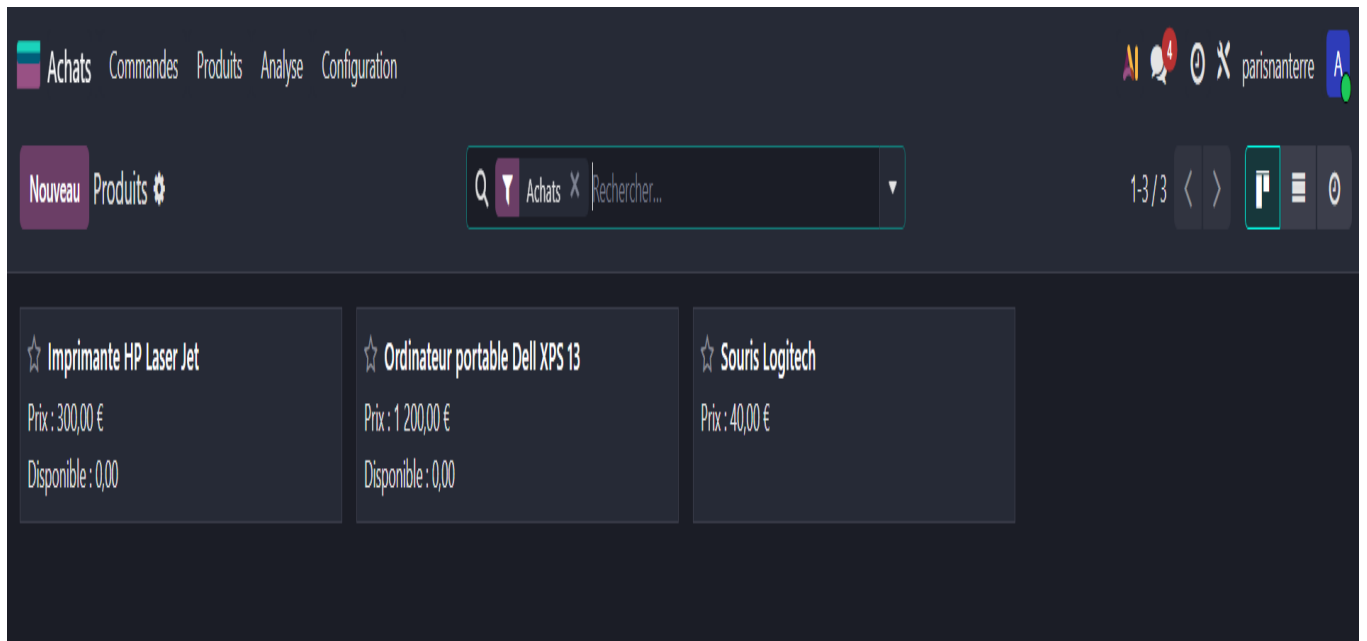 Achats Commandes Produits Analyse Configuration AI 4 parisnanterre A
Nouveau Produits Achats Rechercher... 1-3 / 3
Imprimante HP Laser Jet
Prix : 300,00 €
Disponible : 0,00
Ordinateur portable Dell XPS 13
Prix : 1 200,00 €
Disponible : 0,00
Souris Logitech
Prix : 40,00 €